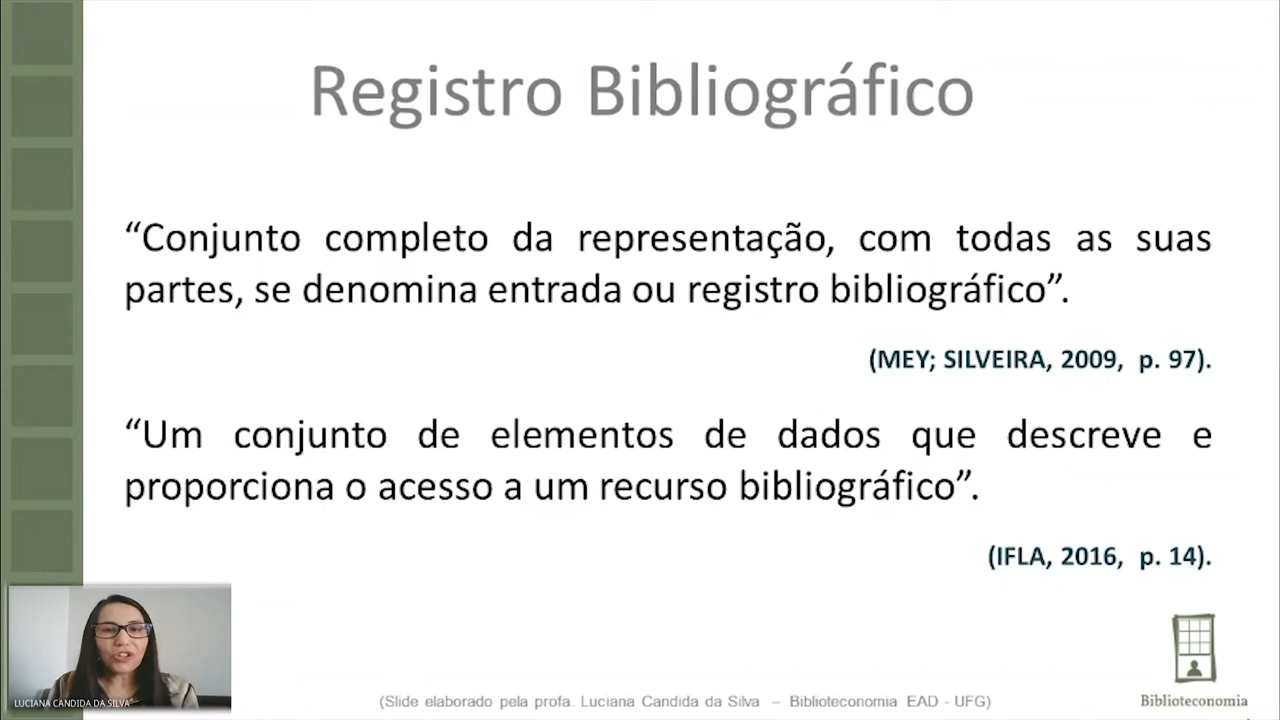 Registro Bibliográfico
“Conjunto completo da representação, com todas as suas
partes, se denomina entrada ou registro bibliográfico”.
(MEY; SILVEIRA, 2009, p. 97).
“Um conjunto de elementos de dados que descreve e
proporciona o acesso a um recurso bibliográfico”.
(IFLA, 2016, p. 14).
LUCIANA CANDIDA DA SILVA
(Slide elaborado pela profa. Luciana Candida da Silva – Biblioteconomia EAD - UFG)
Biblioteconomia